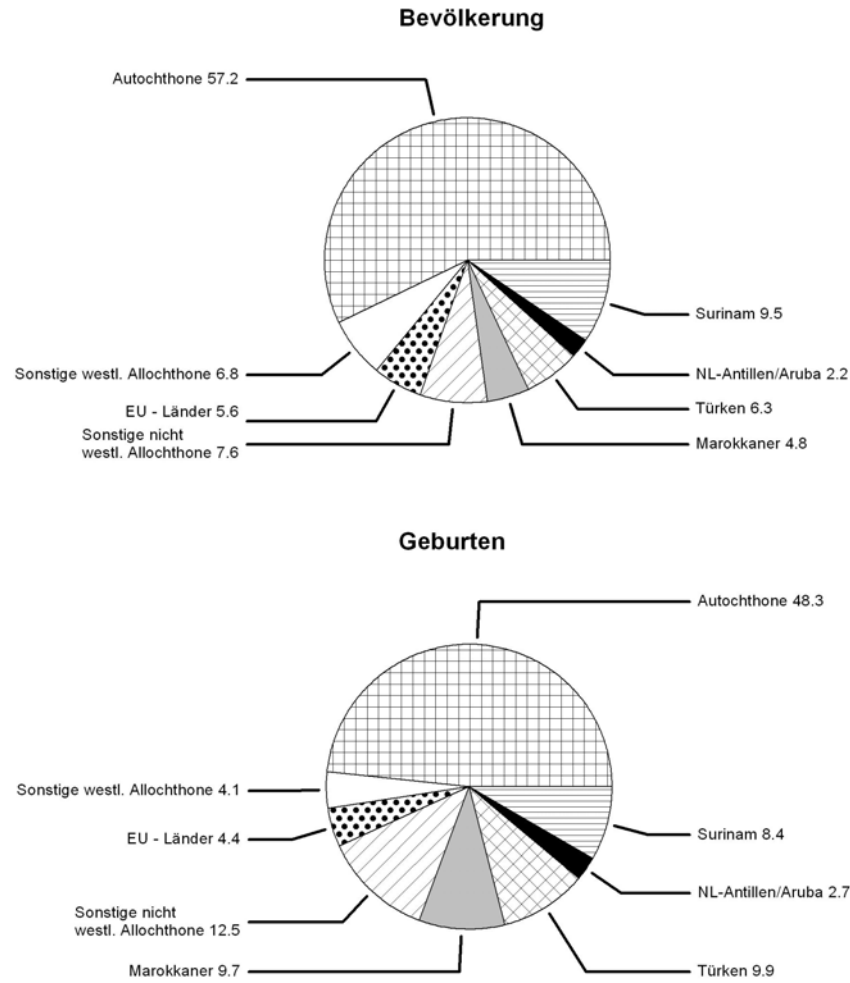 Bevölkerung
Autochthone 57.2
Surinam 9.5
Sonstige westl. Allochthone 6.8
NL-Antillen/Aruba 2.2
EU - Länder 5.6
Türken 6.3
Sonstige nicht
westl. Allochthone 7.6
Marokkaner 4.8
Geburten
Autochthone 48.3
Sonstige westl. Allochthone 4.1
EU - Länder 4.4
Surinam 8.4
NL-Antillen/Aruba 2.7
Sonstige nicht
westl. Allochthone 12.5
Marokkaner 9.7
Türken 9.9